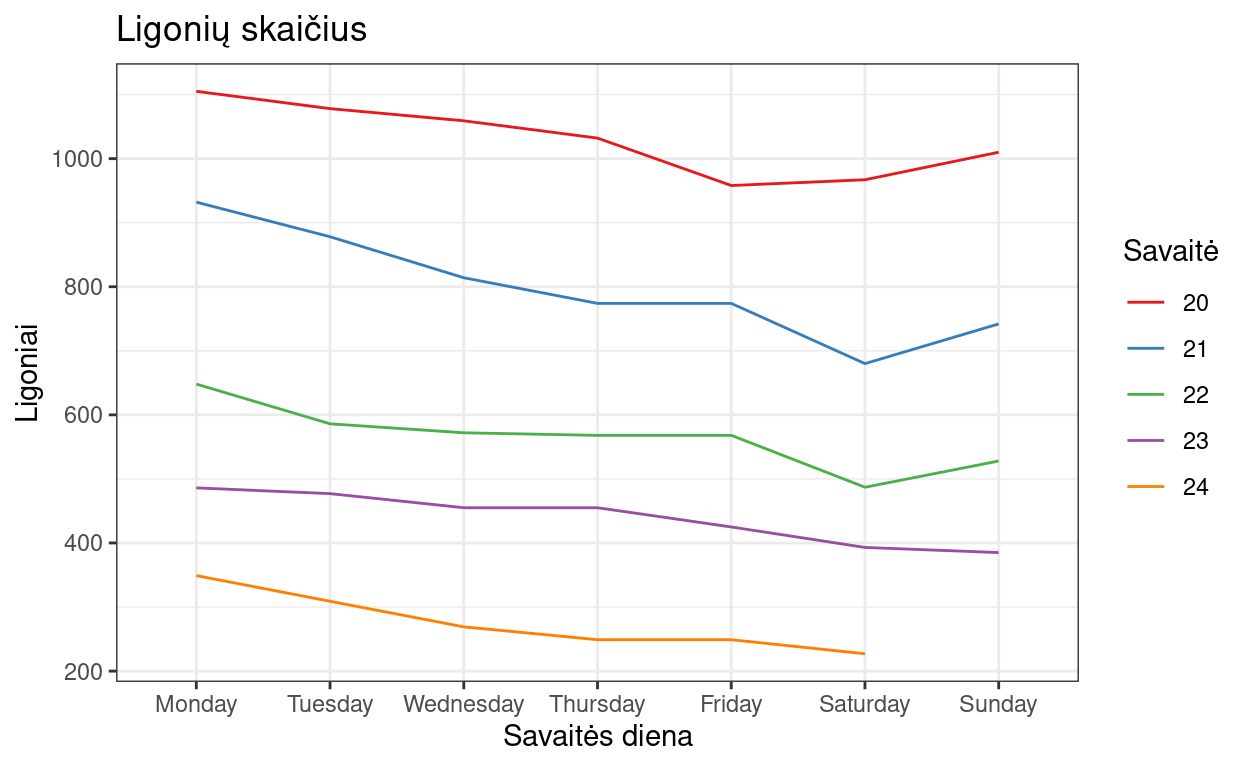 Ligonių skaičius
Ligoniai
1000
800
600
400
200
Monday Tuesday Wednesday Thursday Friday Saturday Sunday
Savaitės diena
Savaitė
20
21
22
23
24